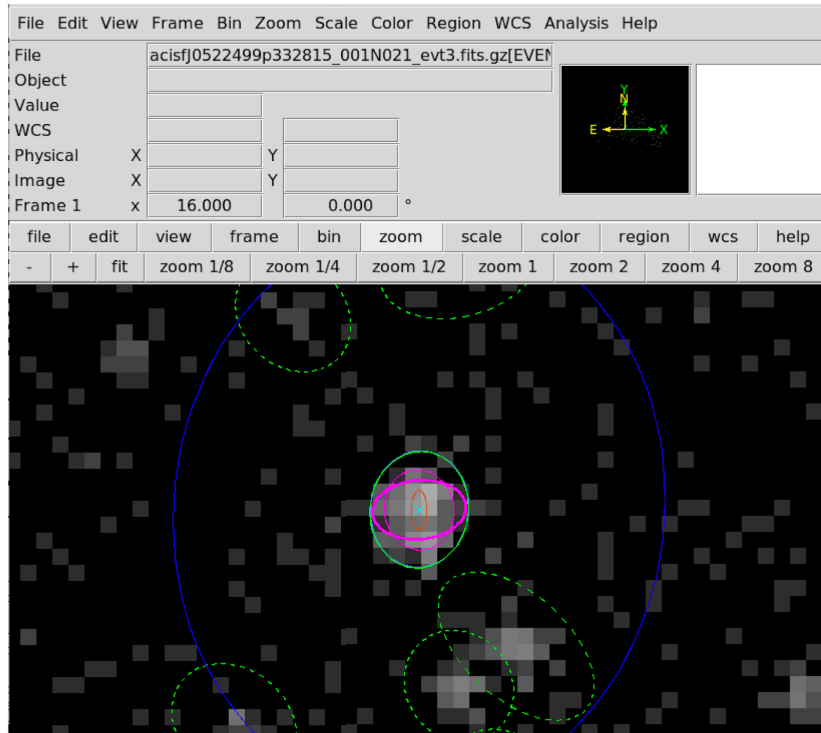 File Edit View Frame Bin Zoom Scale Color Region WCS Analysis Help
File acisfJ0522499p332815_001N021_evt3.fits.gz[EVEN
Object
Value
WCS
Physical X Y
Image X Y
Frame 1 x 16.000 0.000 °
Y
N
E X
file edit view frame bin zoom scale color region wcs help
- + fit zoom 1/8 zoom 1/4 zoom 1/2 zoom 1 zoom 2 zoom 4 zoom 8